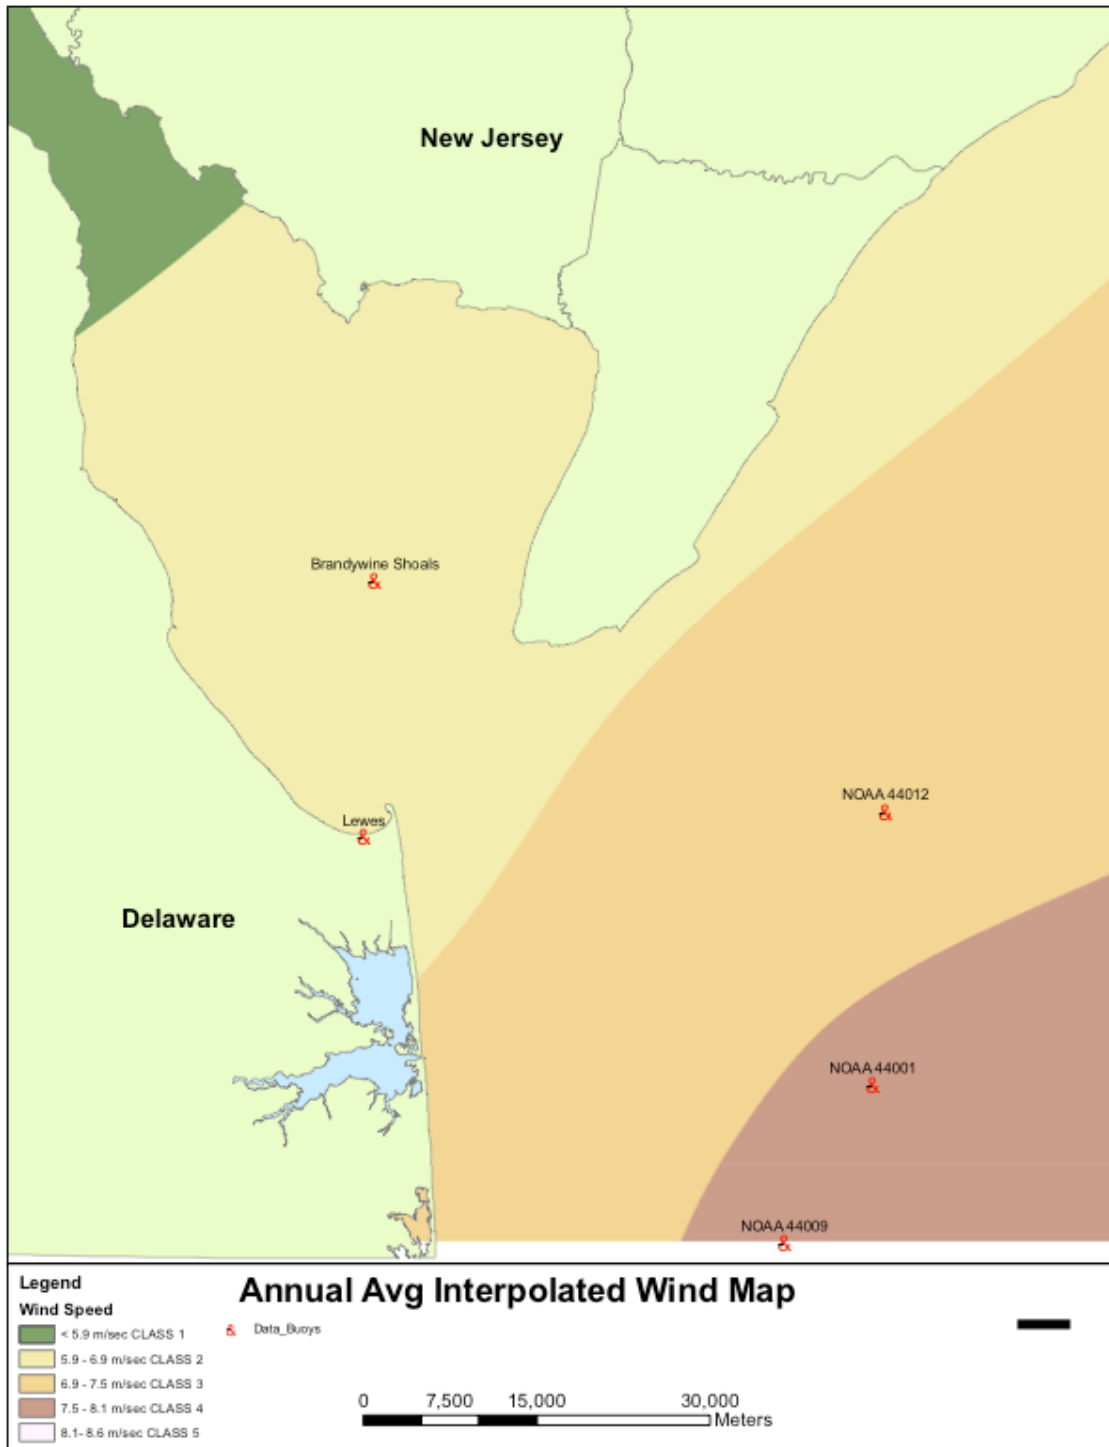 New Jersey
Brandywine Shoals
NOAA 44012
Lewes
Delaware
NOAA 44001
NOAA 44009
Legend
Wind Speed
< 5.9 m/sec CLASS 1
5.9 - 6.9 m/sec CLASS 2
6.9 - 7.5 m/sec CLASS 3
7.5 - 8.1 m/sec CLASS 4
8.1- 8.6 m/sec CLASS 5
Annual Avg Interpolated Wind Map
& Data_Buoys
0 7,500 15,000 30,000
Meters